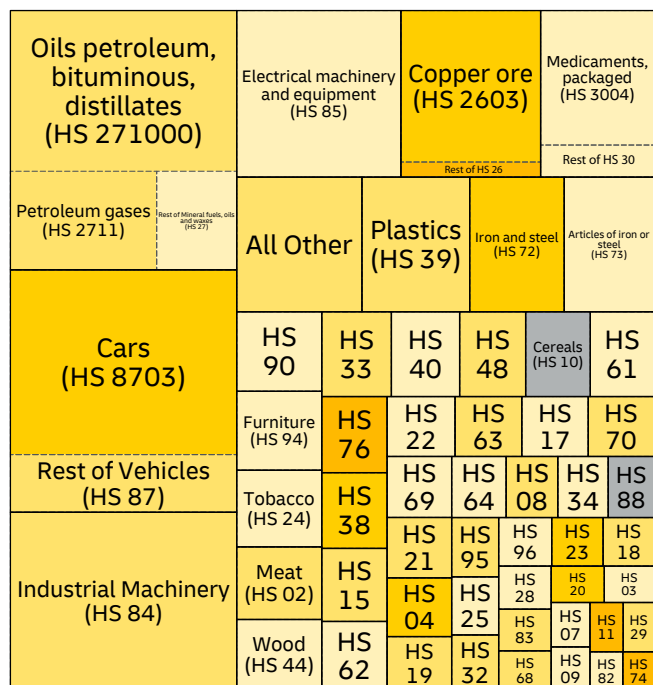 Oils petroleum,
bituminous,
distillates
(HS 271000)
Petroleum gases
(HS 2711)
Rest of Mineral fuels, oils
and waxes
(HS 27)
Cars
(HS 8703)
Rest of Vehicles
(HS 87)
Industrial Machinery
(HS 84)
Electrical machinery
and equipment
(HS 85)
Copper ore
(HS 2603)
Rest of HS 26
Medicaments,
packaged
(HS 3004)
Rest of HS 30
All Other
Plastics
(HS 39)
Iron and steel
(HS 72)
Articles of iron or
steel
(HS 73)
HS
90
HS
33
HS
40
HS
48
Cereals
(HS 10)
HS
61
Furniture
(HS 94)
Tobacco
(HS 24)
Meat
(HS 02)
Wood
(HS 44)
HS
76
HS
38
HS
15
HS
62
HS
22
HS
63
HS
17
HS
70
HS
69
HS
64
HS
08
HS
34
HS
88
HS
21
HS
04
HS
19
HS
95
HS
25
HS
32
HS
96
HS
23
HS
18
HS
28
HS
20
HS
03
HS
83
HS
68
HS
07
HS
09
HS
11
HS
29
HS
82
HS
74